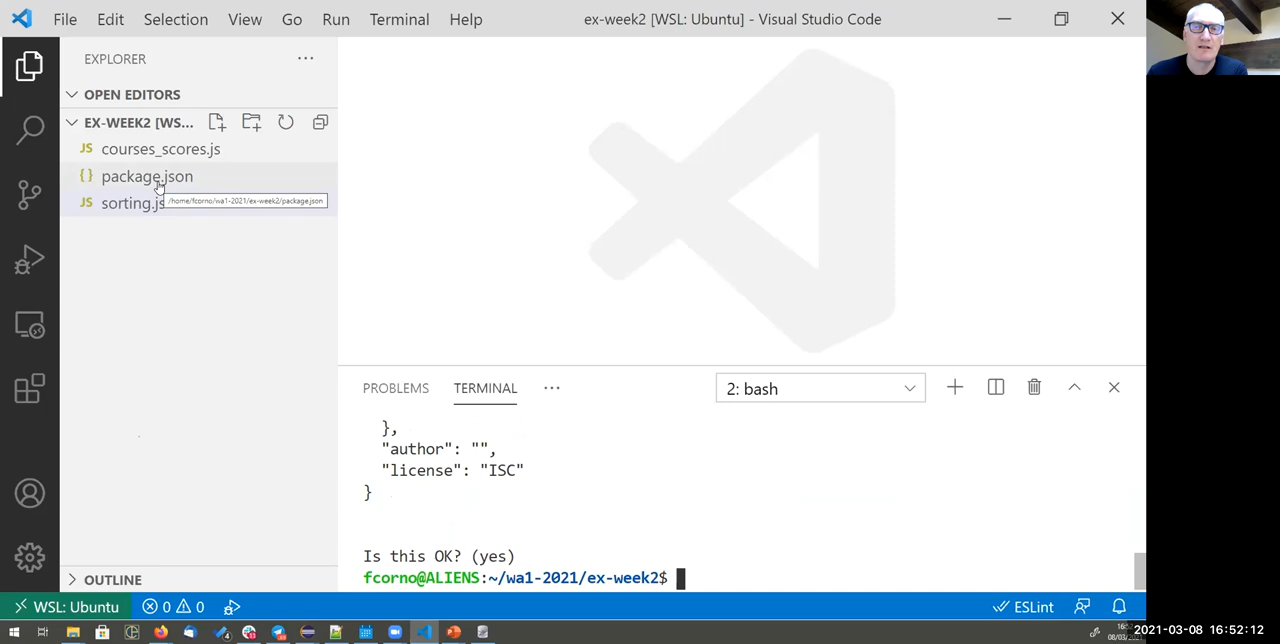 File Edit Selection View Go Run Terminal Help
ex-week2 [WSL: Ubuntu] - Visual Studio Code
EXPLORER
OPEN EDITORS
EX-WEEK2 [WS...
JS courses_scores.js
{} package.json
JS sorting.js
/home/fcorno/wa1-2021/ex-week2/package.json
PROBLEMS TERMINAL
2: bash
},
"author": "",
"license": "ISC"
}
Is this OK? (yes)
fcorno@ALIENS:~/wa1-2021/ex-week2$
OUTLINE
WSL: Ubuntu 0 0 ESLint
2021-03-08 16:52:12